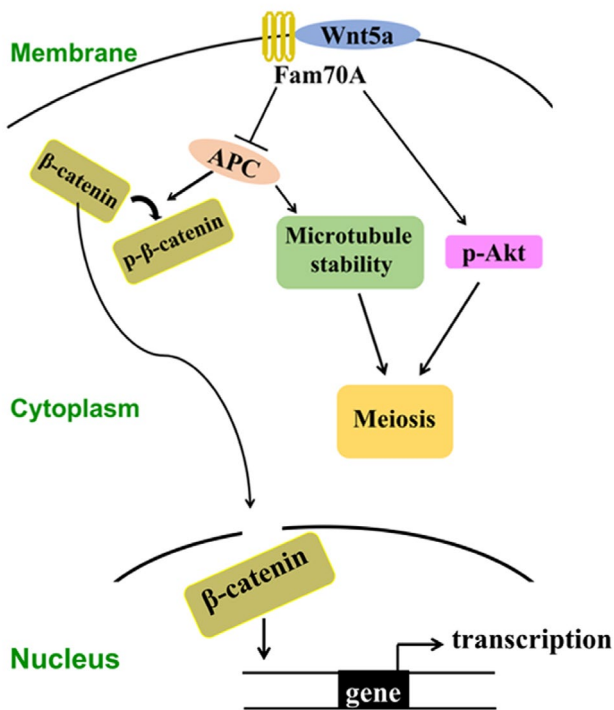 Wnt5a
Membrane
Fam70A
APC
β-catenin
p-β-catenin
Microtubule
stability
p-Akt
Cytoplasm
Meiosis
β-catenin
transcription
Nucleus
gene